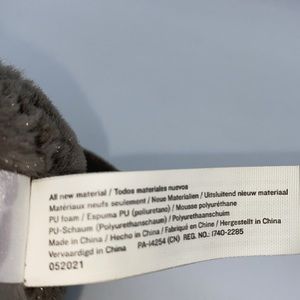 All new material / Todos materiales nuevos
Matériaux neufs seulement / Neue Materialien / Uitsluitend nieuw materiaal
PU foam / Espuma PU (poliuretano) / Mousse polyuréthane
PU-Schaum (Polyurethanschaum) / Polyurethaanschuim
Made in China / Hecho in China / Fabriqué en China / Hergestellt in China
Vervaardigd in China PA-14254 (CN) REG. NO.: 1740-2285
052021